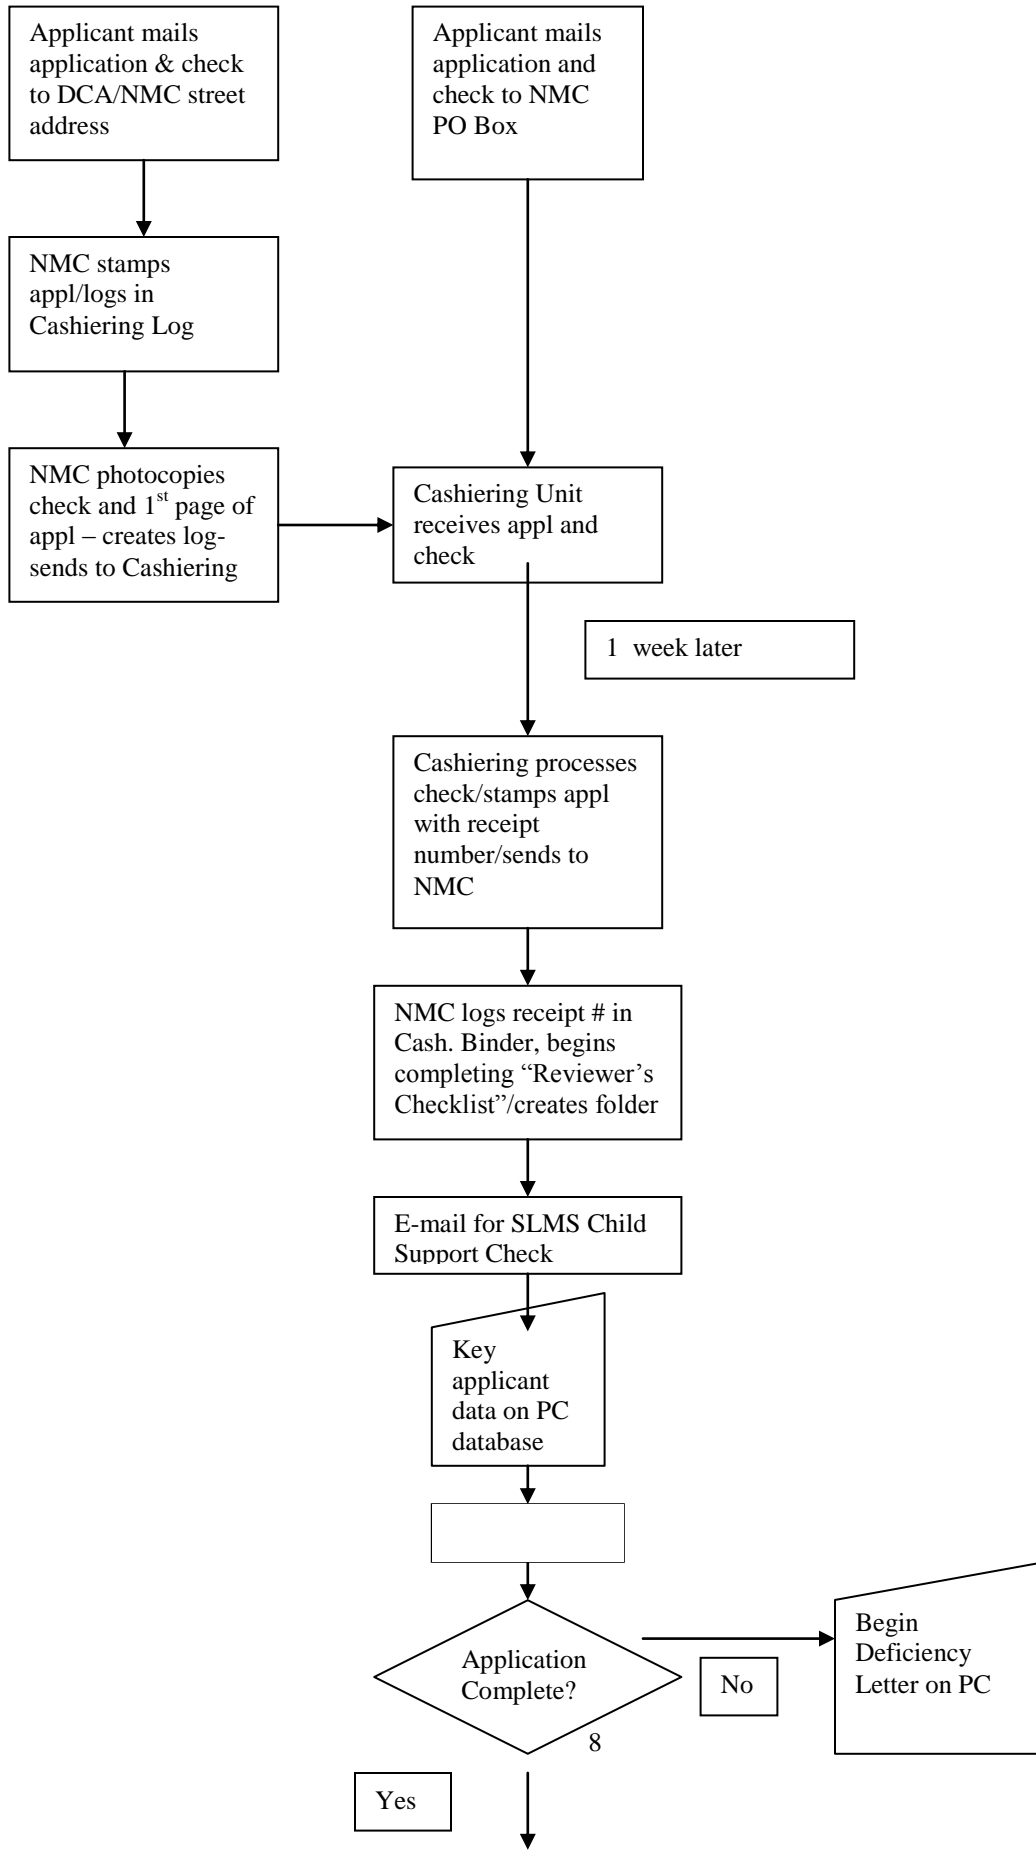 Applicant mails
application & check
to DCA/NMC street
address
Applicant mails
application and
check to NMC
PO Box
NMC stamps
appl/logs in
Cashiering Log
NMC photocopies
check and 1st page of
appl – creates log-
sends to Cashiering
Cashiering Unit
receives appl and
check
1 week later
Cashiering processes
check/stamps appl
with receipt
number/sends to
NMC
NMC logs receipt # in
Cash. Binder, begins
completing “Reviewer’s
Checklist”/creates folder
E-mail for SLMS Child
Support Check
Key
applicant
data on PC
database
Application
Complete?
No
Begin
Deficiency
Letter on PC
8
Yes